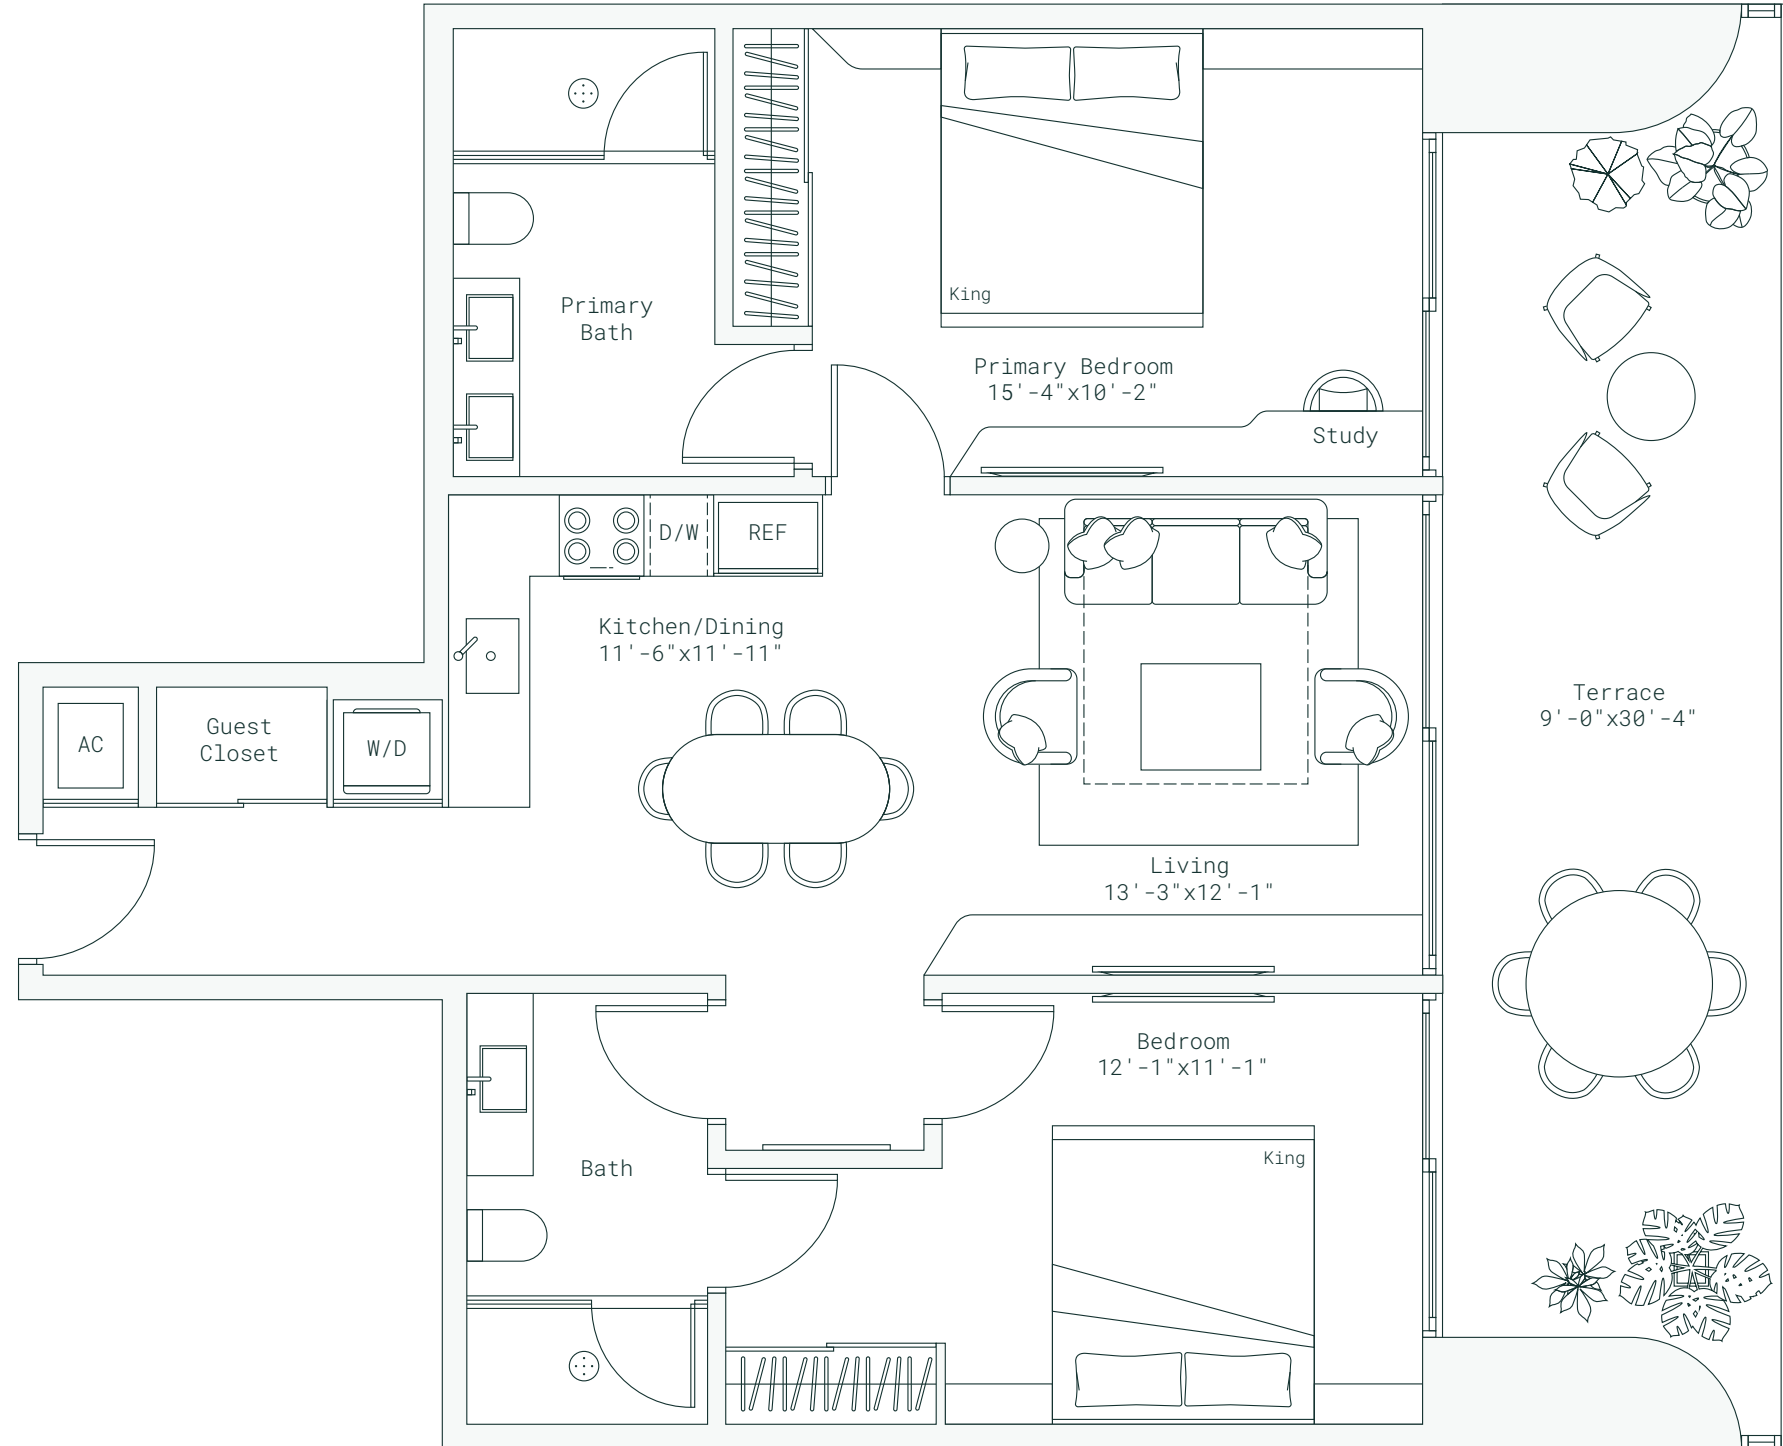 King
Primary
Bath
Primary Bedroom
15'-4"x10'-2"
Study
D/W
REF
Kitchen/Dining
11'-6"x11'-11"
AC
Guest
Closet
W/D
Terrace
9'-0"x30'-4"
Living
13'-3"x12'-1"
Bedroom
12'-1"x11'-1"
Bath
King